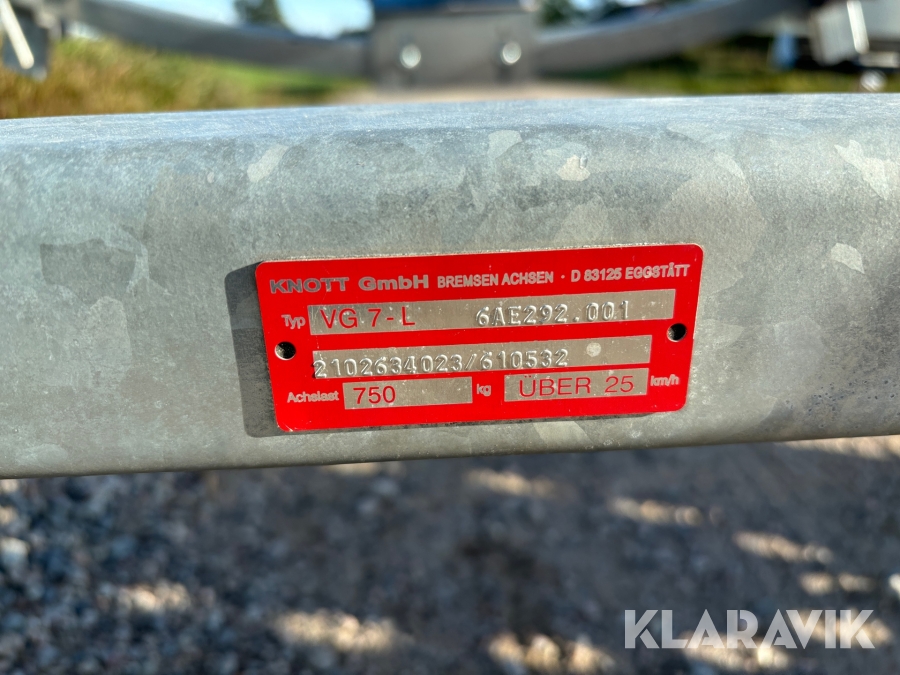 KNOTT GmbH BREMSEN ACHSEN · D 83125 EGGSTÄTT
Typ VG 7-L 6AE292.001
2102634023/610532
Achslast 750 kg ÜBER 25 km/h
KLARAVIK